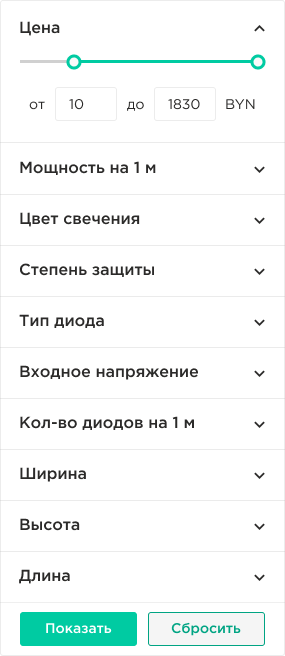 Цена
от 10 до 1830 BYN
Мощность на 1 м
Цвет свечения
Степень защиты
Тип диода
Входное напряжение
Кол-во диодов на 1 м
Ширина
Высота
Длина
Показать Сбросить